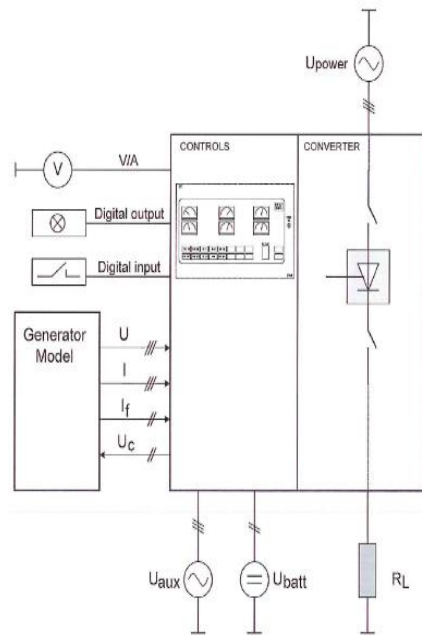 Upower
CONTROLS
CONVERTER
V/A
V
Digital output
Digital input
Generator
Model
U
I
If
Uc
Uaux
Ubatt
RL